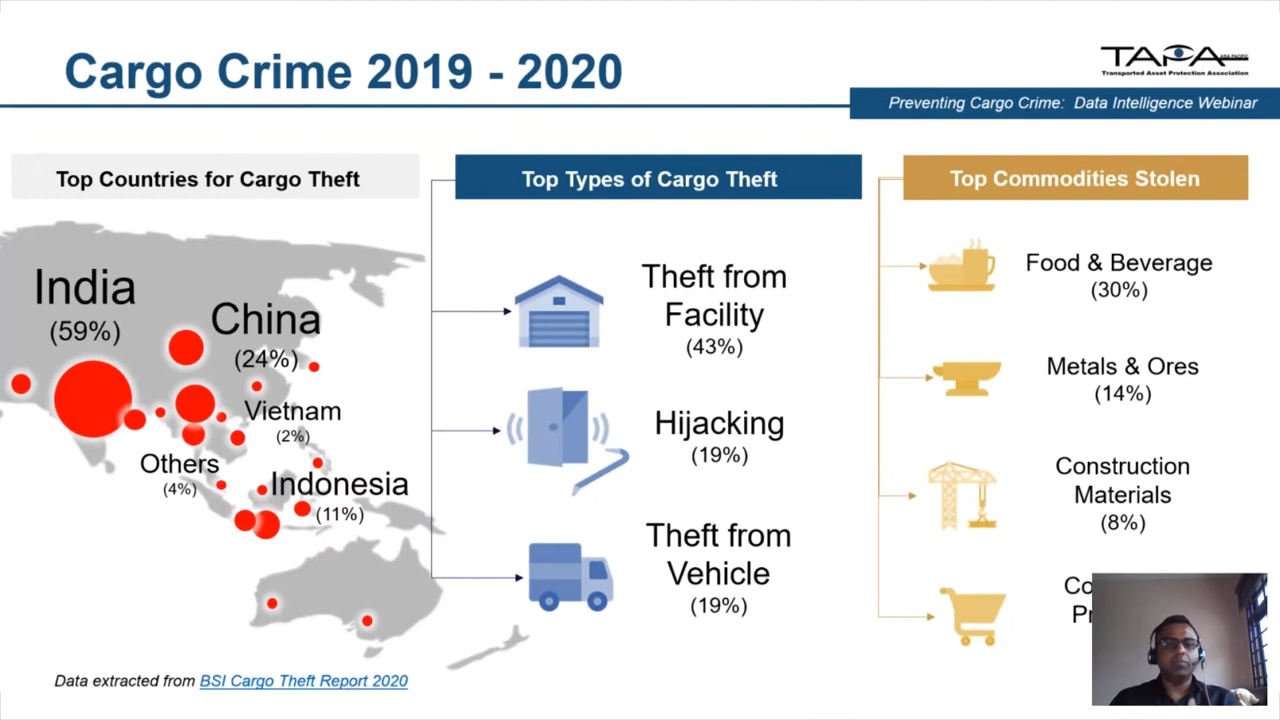 Cargo Crime 2019 - 2020
TAPA
ASIA PACIFIC
Transported Asset Protection Association
Preventing Cargo Crime: Data Intelligence Webinar
Top Countries for Cargo Theft
India
(59%)
China
(24%)
Vietnam
(2%)
Others
(4%)
Indonesia
(11%)
Data extracted from BSI Cargo Theft Report 2020
Top Types of Cargo Theft
Theft from
Facility
(43%)
Hijacking
(19%)
Theft from
Vehicle
(19%)
Top Commodities Stolen
Food & Beverage
(30%)
Metals & Ores
(14%)
Construction
Materials
(8%)